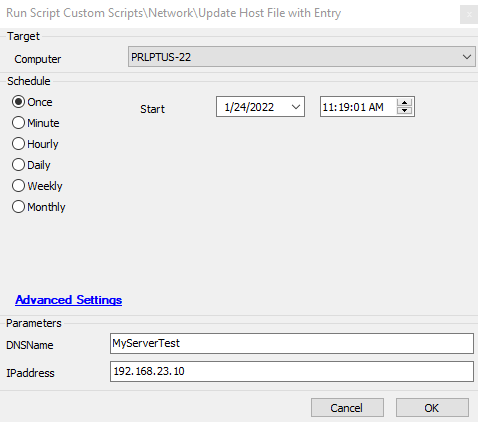 Run Script Custom Scripts\Network\Update Host File with Entry
x
Target
Computer PRLPTUS-22
Schedule
Once Start 1/24/2022 11:19:01 AM
Minute
Hourly
Daily
Weekly
Monthly
Advanced Settings
Parameters
DNSName MyServerTest
IPaddress 192.168.23.10
Cancel OK